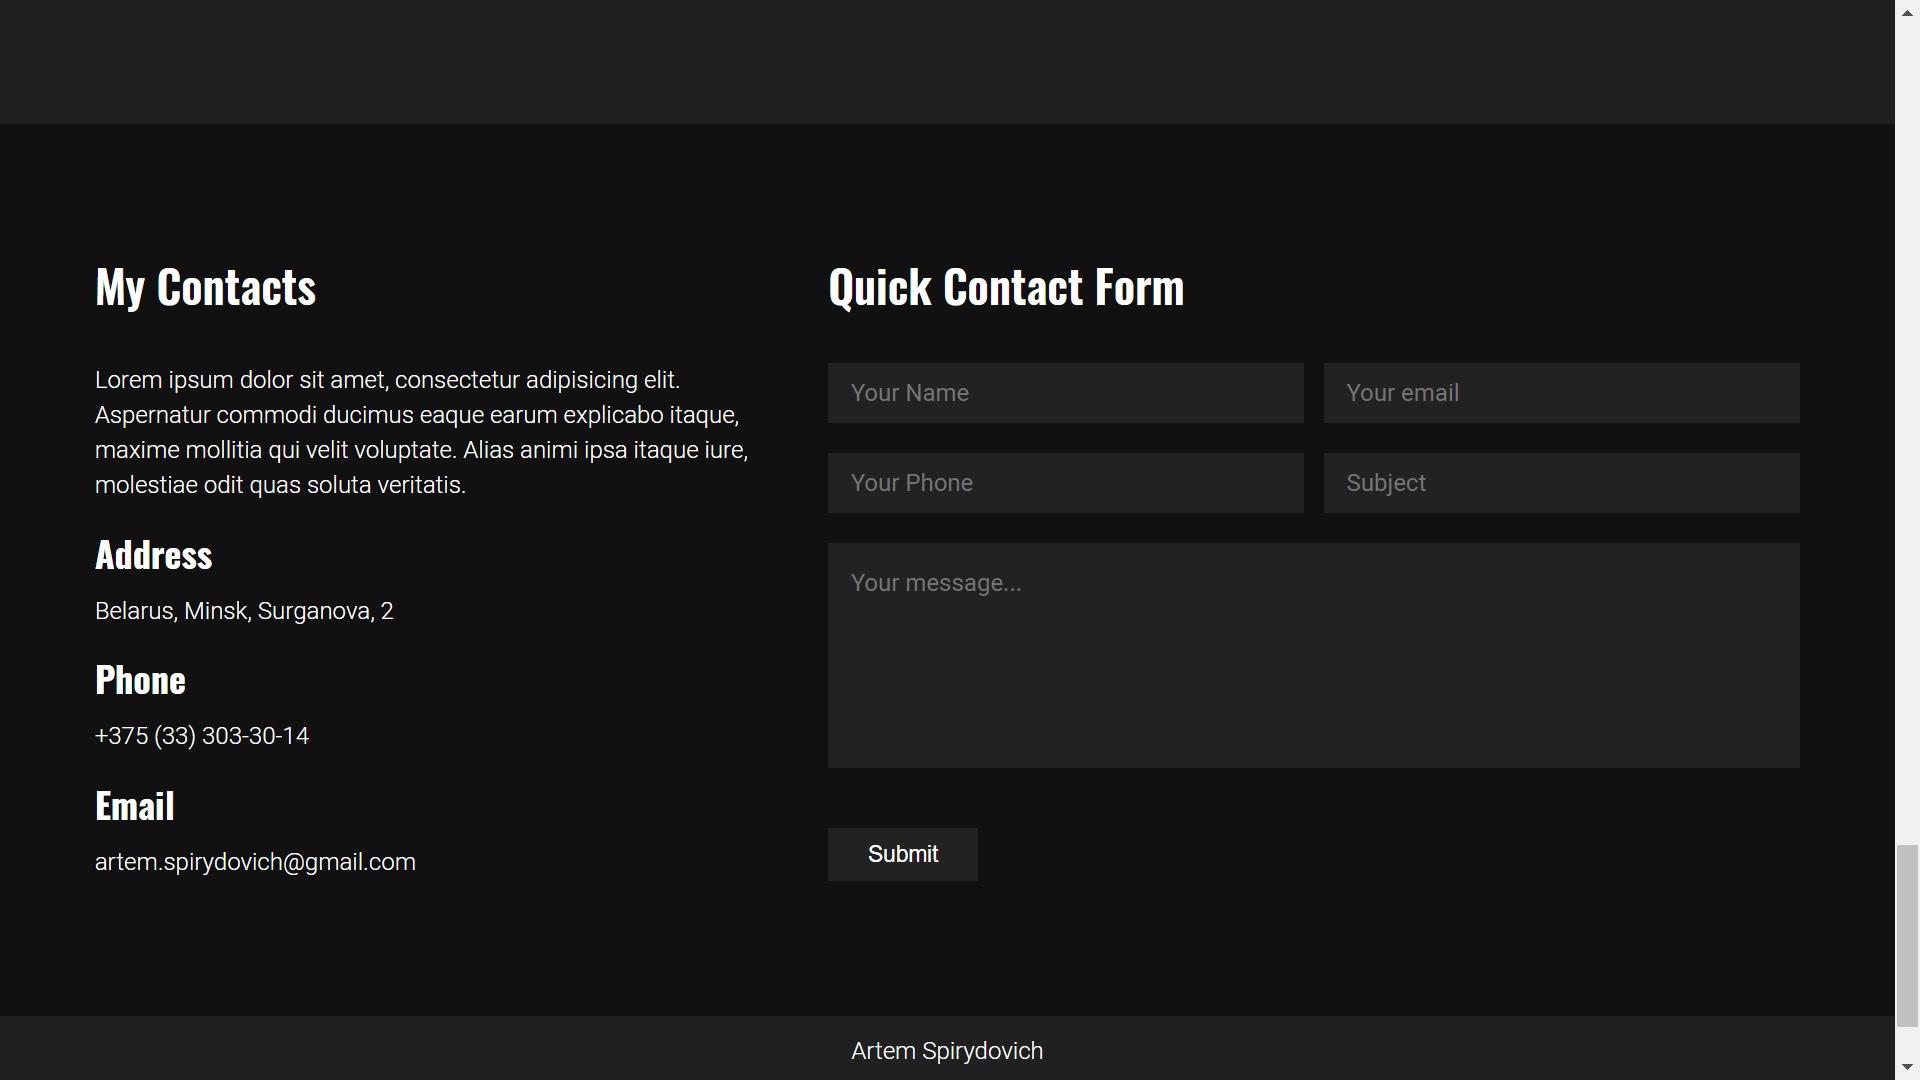 My Contacts
Lorem ipsum dolor sit amet, consectetur adipisicing elit.
Aspernatur commodi ducimus eaque earum explicabo itaque,
maxime mollitia qui velit voluptate. Alias animi ipsa itaque iure,
molestiae odit quas soluta veritatis.
Address
Belarus, Minsk, Surganova, 2
Phone
+375 (33) 303-30-14
Email
artem.spirydovich@gmail.com
Quick Contact Form
Your Name
Your email
Your Phone
Subject
Your message...
Submit
Artem Spirydovich